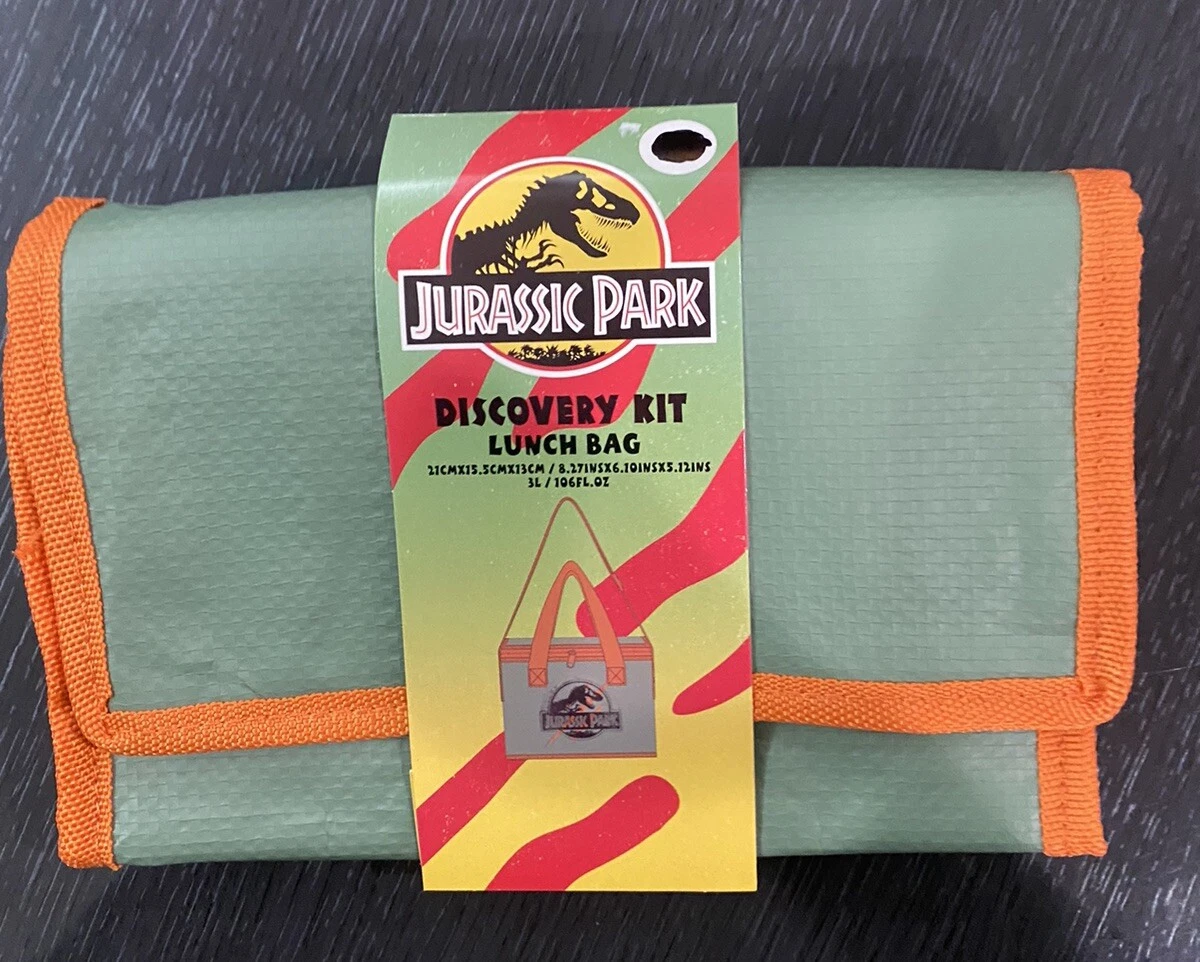 JURASSIC PARK
DISCOVERY KIT
LUNCH BAG
21CMX15.5CMX13CM / 8.27INSX6.10INSX5.12INS
3L / 106FL.OZ
JURASSIC PARK